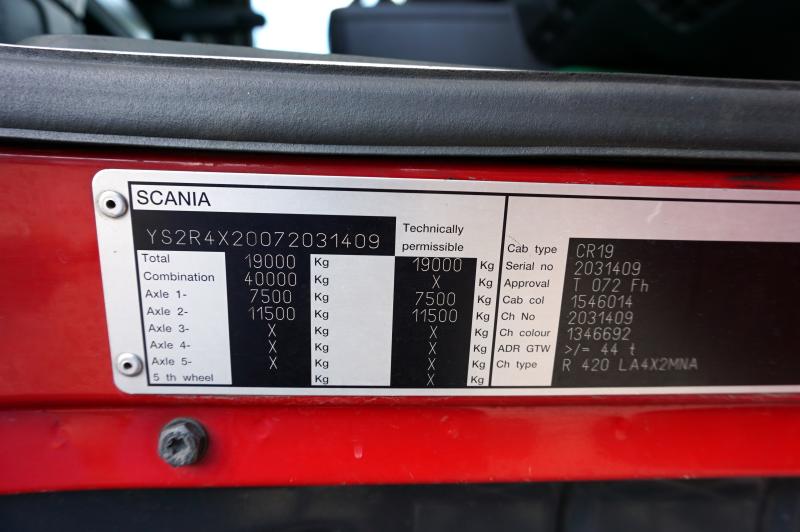 SCANIA
YS2R4X20072031409
Technically
permissible
Total 19000 Kg 19000 Kg
Combination 40000 Kg X Kg
Axle 1- 7500 Kg 7500 Kg
Axle 2- 11500 Kg 11500 Kg
Axle 3- X Kg X Kg
Axle 4- X Kg X Kg
Axle 5- X Kg X Kg
5 th wheel Kg X Kg
Cab type CR19
Serial no 2031409
Approval T 072 Fh
Cab col 1546014
Ch No 2031409
Ch colour 1346692
ADR GTW >/= 44 t
Ch type R 420 LA4X2MNA